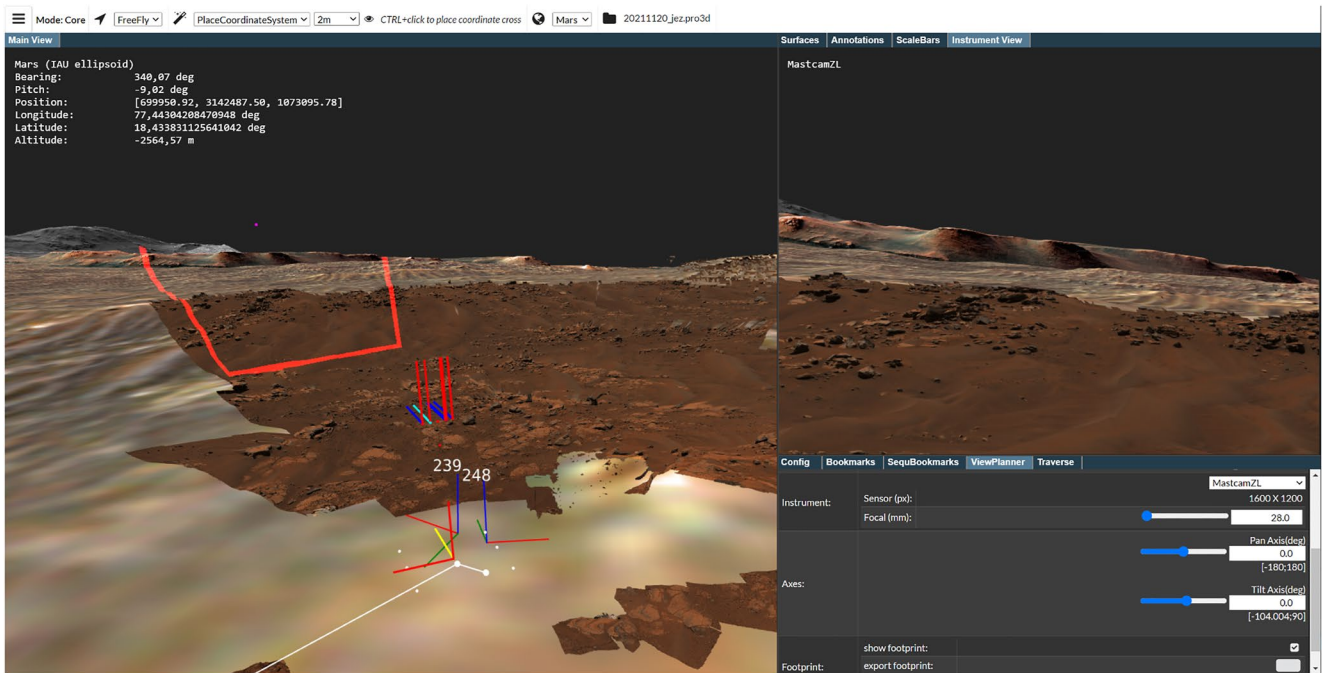 Mode: Core FreeFly PlaceCoordinateSystem 2m CTRL+click to place coordinate cross Mars 20211120_jez.pro3d
Main View
Mars (IAU ellipsoid)
Bearing: 340,07 deg
Pitch: -9,02 deg
Position: [699950.92, 3142487.50, 1073095.78]
Longitude: 77,44304208470948 deg
Latitude: 18,433831125641042 deg
Altitude: -2564,57 m
239
248
Surfaces Annotations ScaleBars Instrument View
MastcamZL
Config Bookmarks SequBookmarks ViewPlanner Traverse
MastcamZL
Instrument: Sensor (px): 1600 X 1200
Focal (mm): 28.0
Pan Axis(deg)
0.0
[-180;180]
Axes:
Tilt Axis(deg)
0.0
[-104.004;90]
show footprint:
Footprint: export footprint: